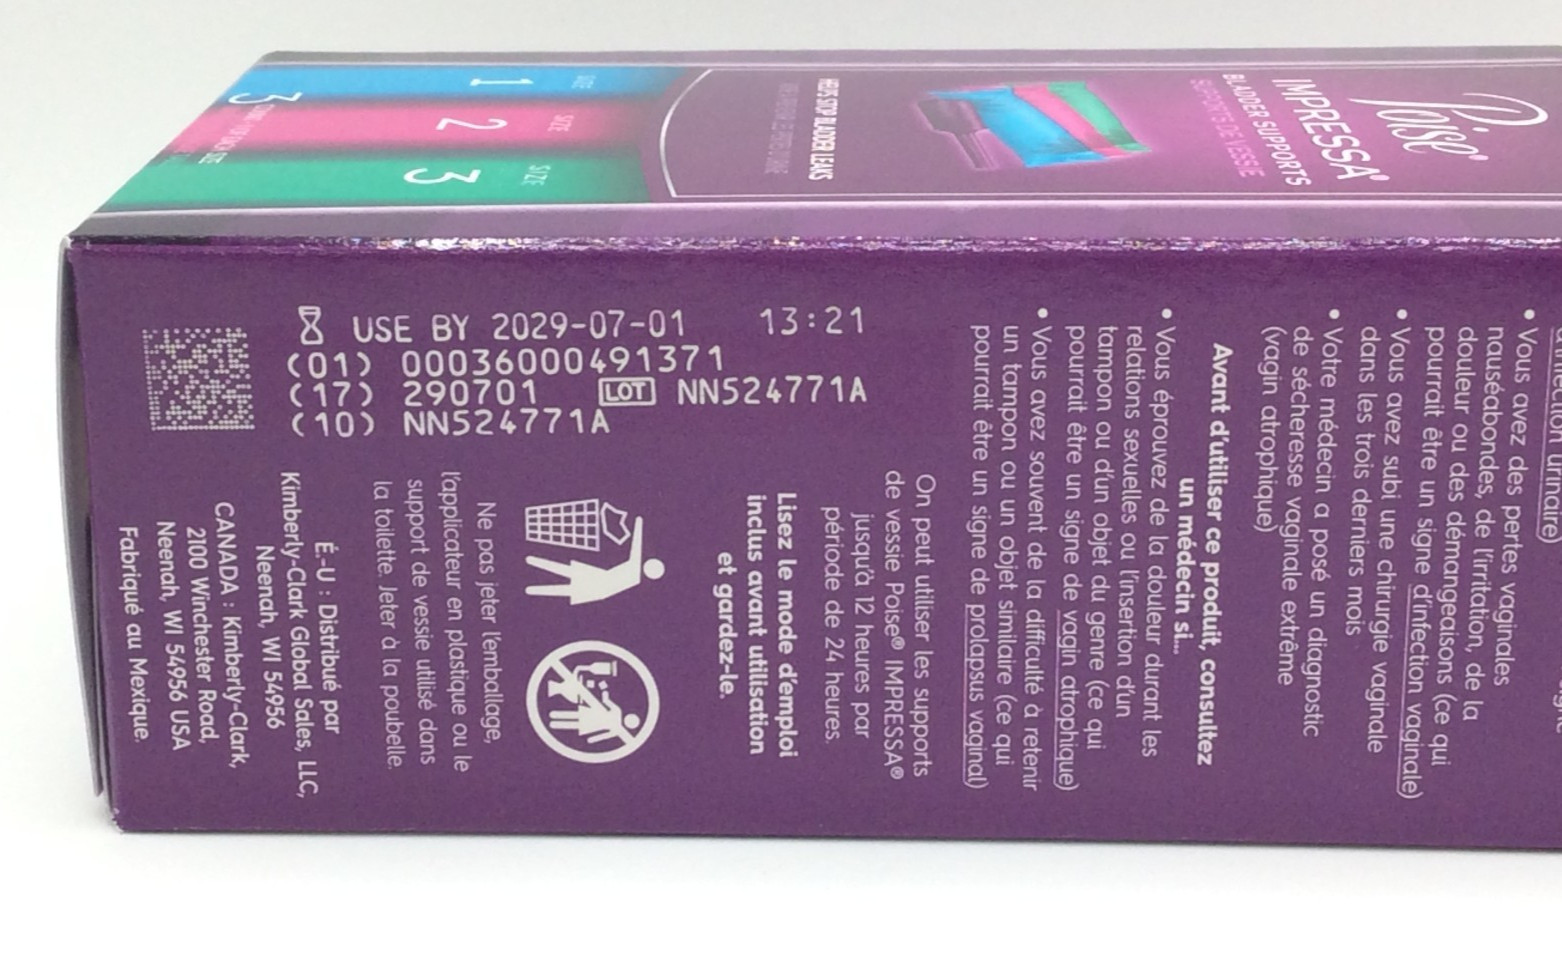 Poise®
IMPRESSA®
BLADDER SUPPORTS
SUPPORTS DE VESSIE
HELPS STOP BLADDER LEAKS
SIZE
1
SIZE
2
SIZE
3
3
USE BY 2029-07-01 13:21
(01) 00036000491371
(17) 290701 LOT NN524771A
(10) NN524771A
urinaire)
• Vous avez des pertes vaginales
nauséabondes, de l'irritation, de la
douleur ou des démangeaisons (ce qui
pourrait être un signe d'infection vaginale)
• Vous avez subi une chirurgie vaginale
dans les trois derniers mois
• Votre médecin a posé un diagnostic
de sécheresse vaginale extrême
(vagin atrophique)
Avant d'utiliser ce produit, consultez
un médecin si...
• Vous éprouvez de la douleur durant les
relations sexuelles ou l'insertion d'un
tampon ou d'un objet du genre (ce qui
pourrait être un signe de vagin atrophique)
• Vous avez souvent de la difficulté à retenir
un tampon ou un objet similaire (ce qui
pourrait être un signe de prolapsus vaginal)
On peut utiliser les supports
de vessie Poise® IMPRESSA®
jusqu'à 12 heures par
période de 24 heures.
Lisez le mode d'emploi
inclus avant utilisation
et gardez-le.
Ne pas jeter l'emballage,
l'applicateur en plastique ou le
support de vessie utilisé dans
la toilette. Jeter à la poubelle.
É.-U : Distribué par
Kimberly-Clark Global Sales, LLC,
Neenah, WI 54956
CANADA : Kimberly-Clark,
2100 Winchester Road,
Neenah, WI 54956 USA
Fabriqué au Mexique.